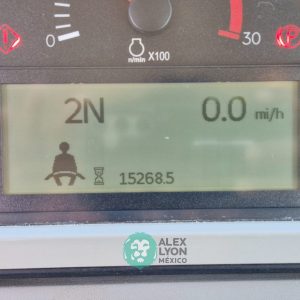 0
n/min X100
30
2N 0.0 mi/h
15268.5
ALEX
LYON
MÉXICO